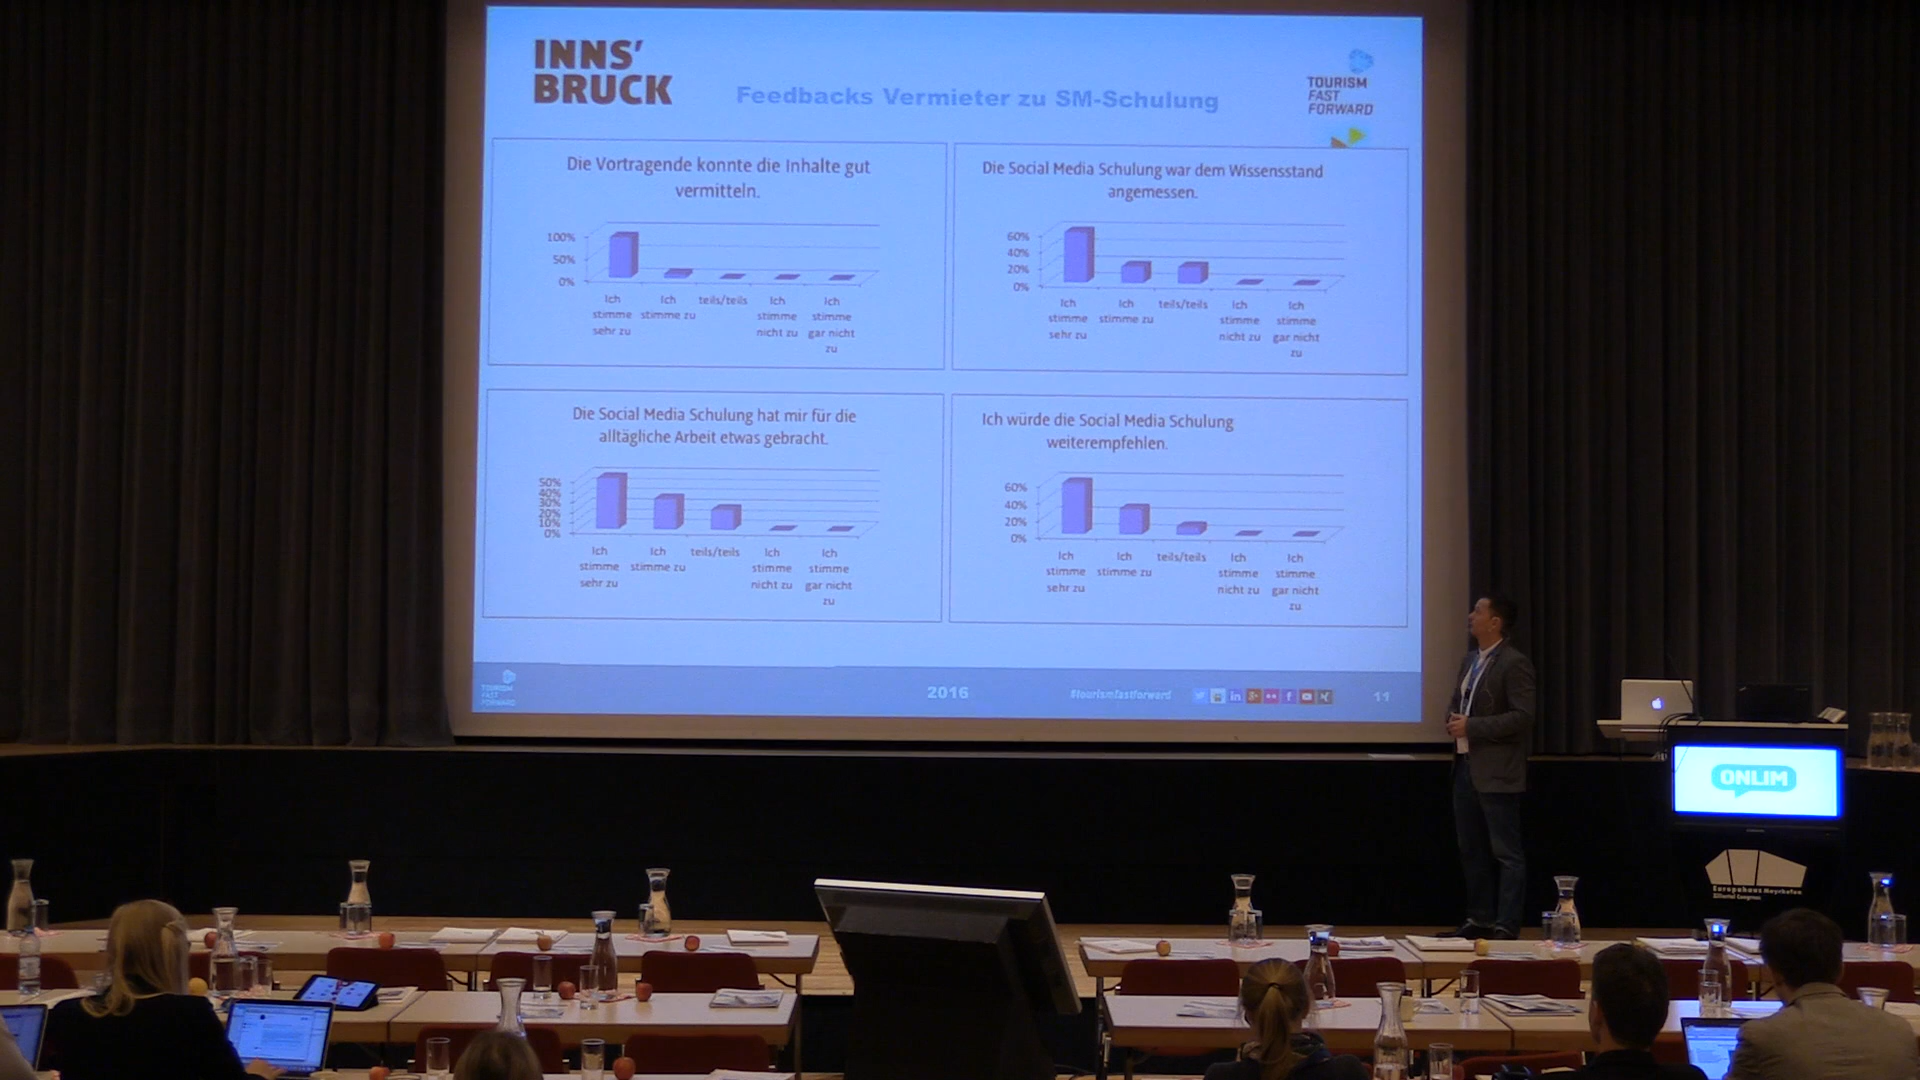 INNS'
BRUCK
Feedbacks Vermieter zu SM-Schulung
TOURISM
FAST
FORWARD
Die Vortragende konnte die Inhalte gut
vermitteln.
100%
50%
0%
Ich stimme sehr zu
Ich stimme zu
teils/teils
Ich stimme nicht zu
Ich stimme gar nicht zu
Die Social Media Schulung war dem Wissensstand
angemessen.
60%
40%
20%
0%
Ich stimme sehr zu
Ich stimme zu
teils/teils
Ich stimme nicht zu
Ich stimme gar nicht zu
Die Social Media Schulung hat mir für die
alltägliche Arbeit etwas gebracht.
50%
40%
30%
20%
10%
0%
Ich stimme sehr zu
Ich stimme zu
teils/teils
Ich stimme nicht zu
Ich stimme gar nicht zu
Ich würde die Social Media Schulung
weiterempfehlen.
60%
40%
20%
0%
Ich stimme sehr zu
Ich stimme zu
teils/teils
Ich stimme nicht zu
Ich stimme gar nicht zu
TOURISM
FAST
FORWARD
2016
#tourismfastforward
11
ONLIM
Europahaus Mayrhofen
Zillertal Congress